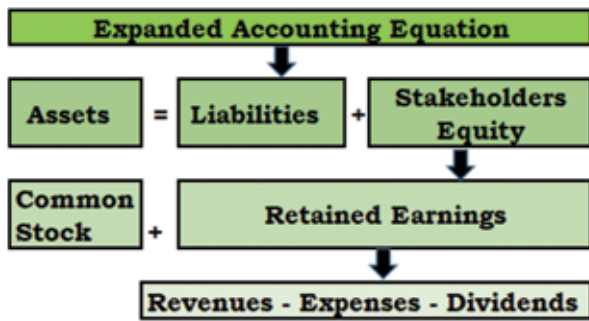 Expanded Accounting Equation
Assets = Liabilities + Stakeholders
Equity
Common
Stock + Retained Earnings
Revenues - Expenses - Dividends